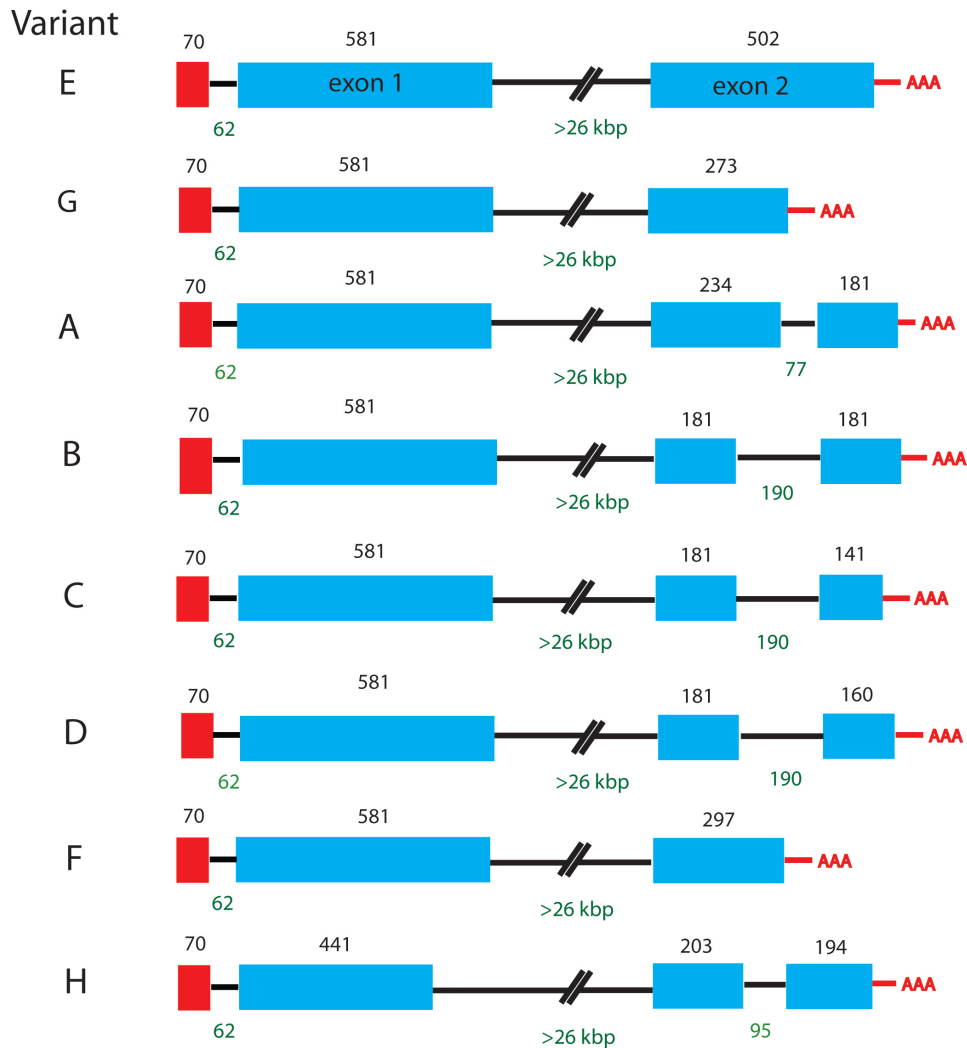 Variant
70 581 502
E exon 1 exon 2 AAA
62 >26 kbp
70 581 273
G AAA
62 >26 kbp
70 581 234 181
A AAA
62 >26 kbp 77
70 581 181 181
B AAA
62 >26 kbp 190
70 581 181 141
C AAA
62 >26 kbp 190
70 581 181 160
D AAA
62 >26 kbp 190
70 581 297
F AAA
62 >26 kbp
70 441 203 194
H AAA
62 >26 kbp 95